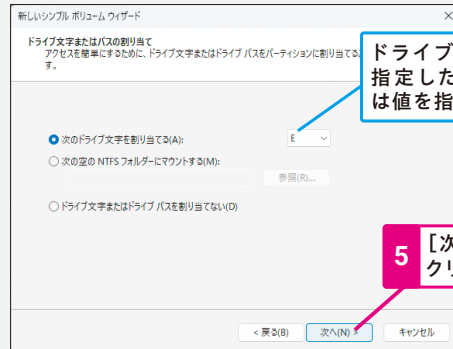 新しいシンプル ボリューム ウィザード
ドライブ文字またはパスの割り当て
アクセスを簡単にするために、ドライブ文字またはドライブ パスをパーティションに割り当てる
す。
ドライブ
指定した
は値を指
次のドライブ文字を割り当てる(A):
E
次の空の NTFS フォルダーにマウントする(M):
参照(R)...
ドライブ文字またはドライブ パスを割り当てない(D)
5
[次
クリ
< 戻る(B)
次へ(N) >
キャンセル